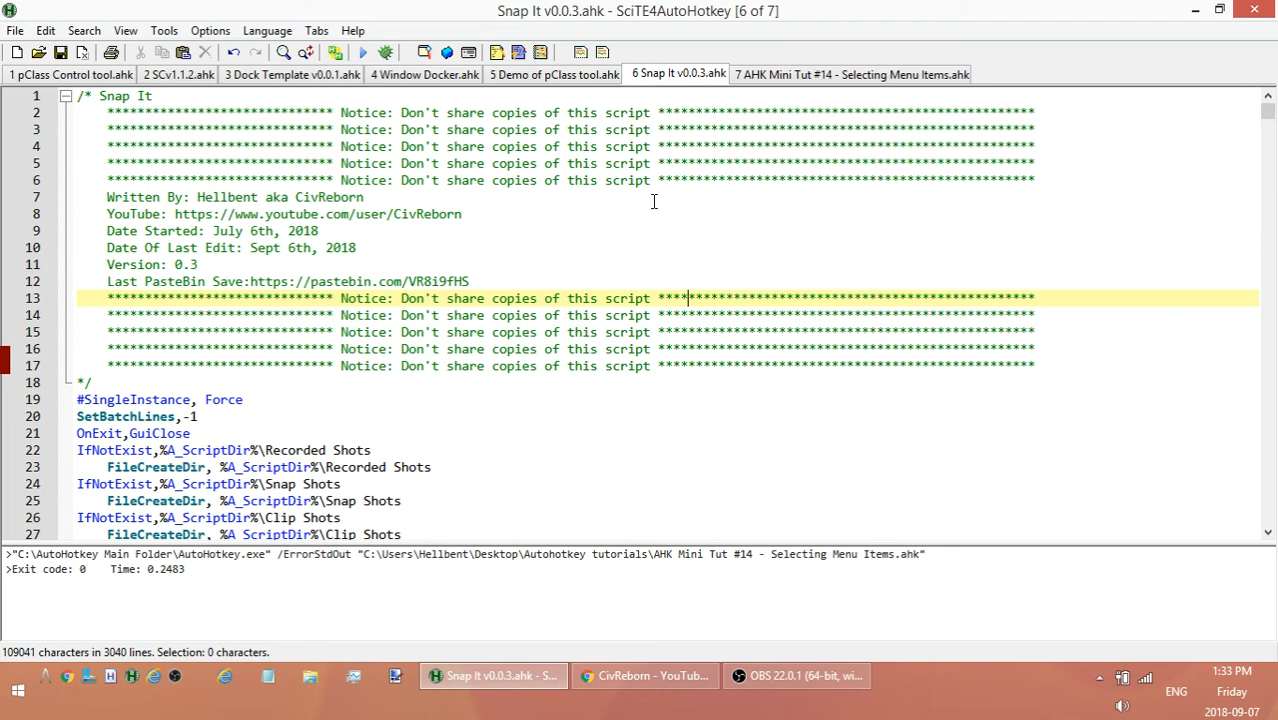 Snap It v0.0.3.ahk - SciTE4AutoHotkey [6 of 7]
File Edit Search View Tools Options Language Tabs Help
1 pClass Control tool.ahk 2 SCv1.1.2.ahk 3 Dock Template v0.0.1.ahk 4 Window Docker.ahk 5 Demo of pClass tool.ahk 6 Snap It v0.0.3.ahk 7 AHK Mini Tut #14 - Selecting Menu Items.ahk
1 /* Snap It
2 ****************************** Notice: Don't share copies of this script **************************************************
3 ****************************** Notice: Don't share copies of this script **************************************************
4 ****************************** Notice: Don't share copies of this script **************************************************
5 ****************************** Notice: Don't share copies of this script **************************************************
6 ****************************** Notice: Don't share copies of this script **************************************************
7 Written By: Hellbent aka CivReborn
8 YouTube: https://www.youtube.com/user/CivReborn
9 Date Started: July 6th, 2018
10 Date Of Last Edit: Sept 6th, 2018
11 Version: 0.3
12 Last PasteBin Save:https://pastebin.com/VR8i9fHS
13 ****************************** Notice: Don't share copies of this script **************************************************
14 ****************************** Notice: Don't share copies of this script **************************************************
15 ****************************** Notice: Don't share copies of this script **************************************************
16 ****************************** Notice: Don't share copies of this script **************************************************
17 ****************************** Notice: Don't share copies of this script **************************************************
18 */
19 #SingleInstance, Force
20 SetBatchLines,-1
21 OnExit,GuiClose
22 IfNotExist,%A_ScriptDir%\Recorded Shots
23 FileCreateDir, %A_ScriptDir%\Recorded Shots
24 IfNotExist,%A_ScriptDir%\Snap Shots
25 FileCreateDir, %A_ScriptDir%\Snap Shots
26 IfNotExist,%A_ScriptDir%\Clip Shots
27 FileCreateDir, %A_ScriptDir%\Clip Shots
>"C:\AutoHotkey Main Folder\AutoHotkey.exe" /ErrorStdOut "C:\Users\Hellbent\Desktop\Autohotkey tutorials\AHK Mini Tut #14 - Selecting Menu Items.ahk"
>Exit code: 0 Time: 0.2483
109041 characters in 3040 lines. Selection: 0 characters.
Snap It v0.0.3.ahk - S... CivReborn - YouTub... OBS 22.0.1 (64-bit, wi...
1:33 PM
ENG Friday
2018-09-07